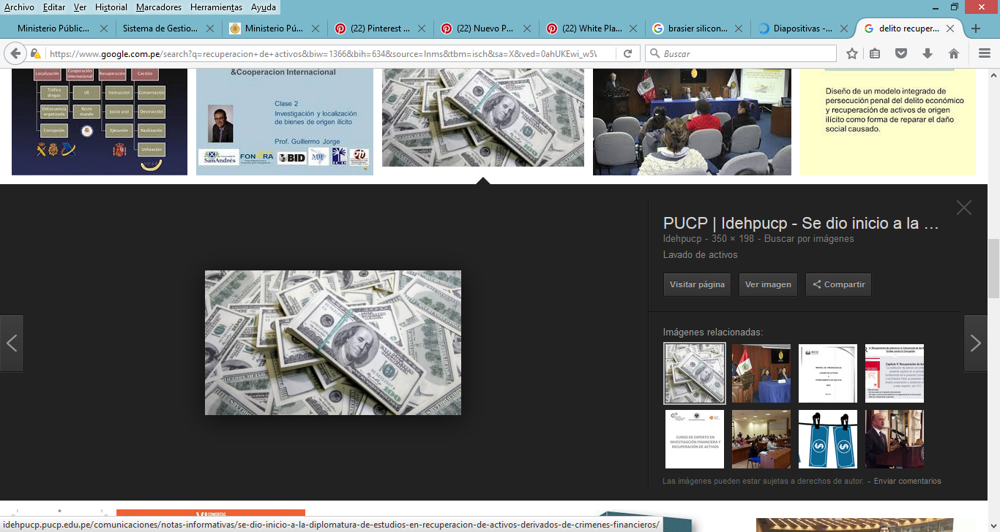 Archivo Editar Ver Historial Marcadores Herramientas Ayuda
Ministerio Públic... Sistema de Gestio... Ministerio Pú... (22) Pinterest ... (22) Nuevo P... (22) White Pla... brasier silicon... Diapositivas -... delito recuper...
https://www.google.com.pe/search?q=recuperacion+de+activos&biw=1366&bih=634&source=lnms&tbm=isch&sa=X&ved=0ahUKEwi_w5\ Buscar
Localización Cooperación internacional Recuperación Gestión
Tráfico drogas UE Instrucción Conservación
Delincuencia organizada Resto mundo Juicio oral Destrucción
Corrupción Ejecución Realización
Utilización
&Cooperacion Internacional
Clase 2
Investigación y localización
de bienes de origen ilícito
Prof. Guillermo Jorge
SanAndrés FONTRA BID
Diseño de un modelo integrado de
persecución penal del delito económico
y recuperación de activos de origen
ilícito como forma de reparar el daño
social causado.
PUCP | Idehpucp - Se dio inicio a la ...
Idehpucp - 350 × 198 - Buscar por imágenes
Lavado de activos
Visitar página Ver imagen Compartir
Imágenes relacionadas:
CURSO DE EXPERTO EN
INVESTIGACIÓN FINANCIERA Y
RECUPERACIÓN DE ACTIVOS
Las imágenes pueden estar sujetas a derechos de autor. - Enviar comentarios
VI CONGRESO
idehpucp.pucp.edu.pe/comunicaciones/notas-informativas/se-dio-inicio-a-la-diplomatura-de-estudios-en-recuperacion-de-activos-derivados-de-crimenes-financieros/